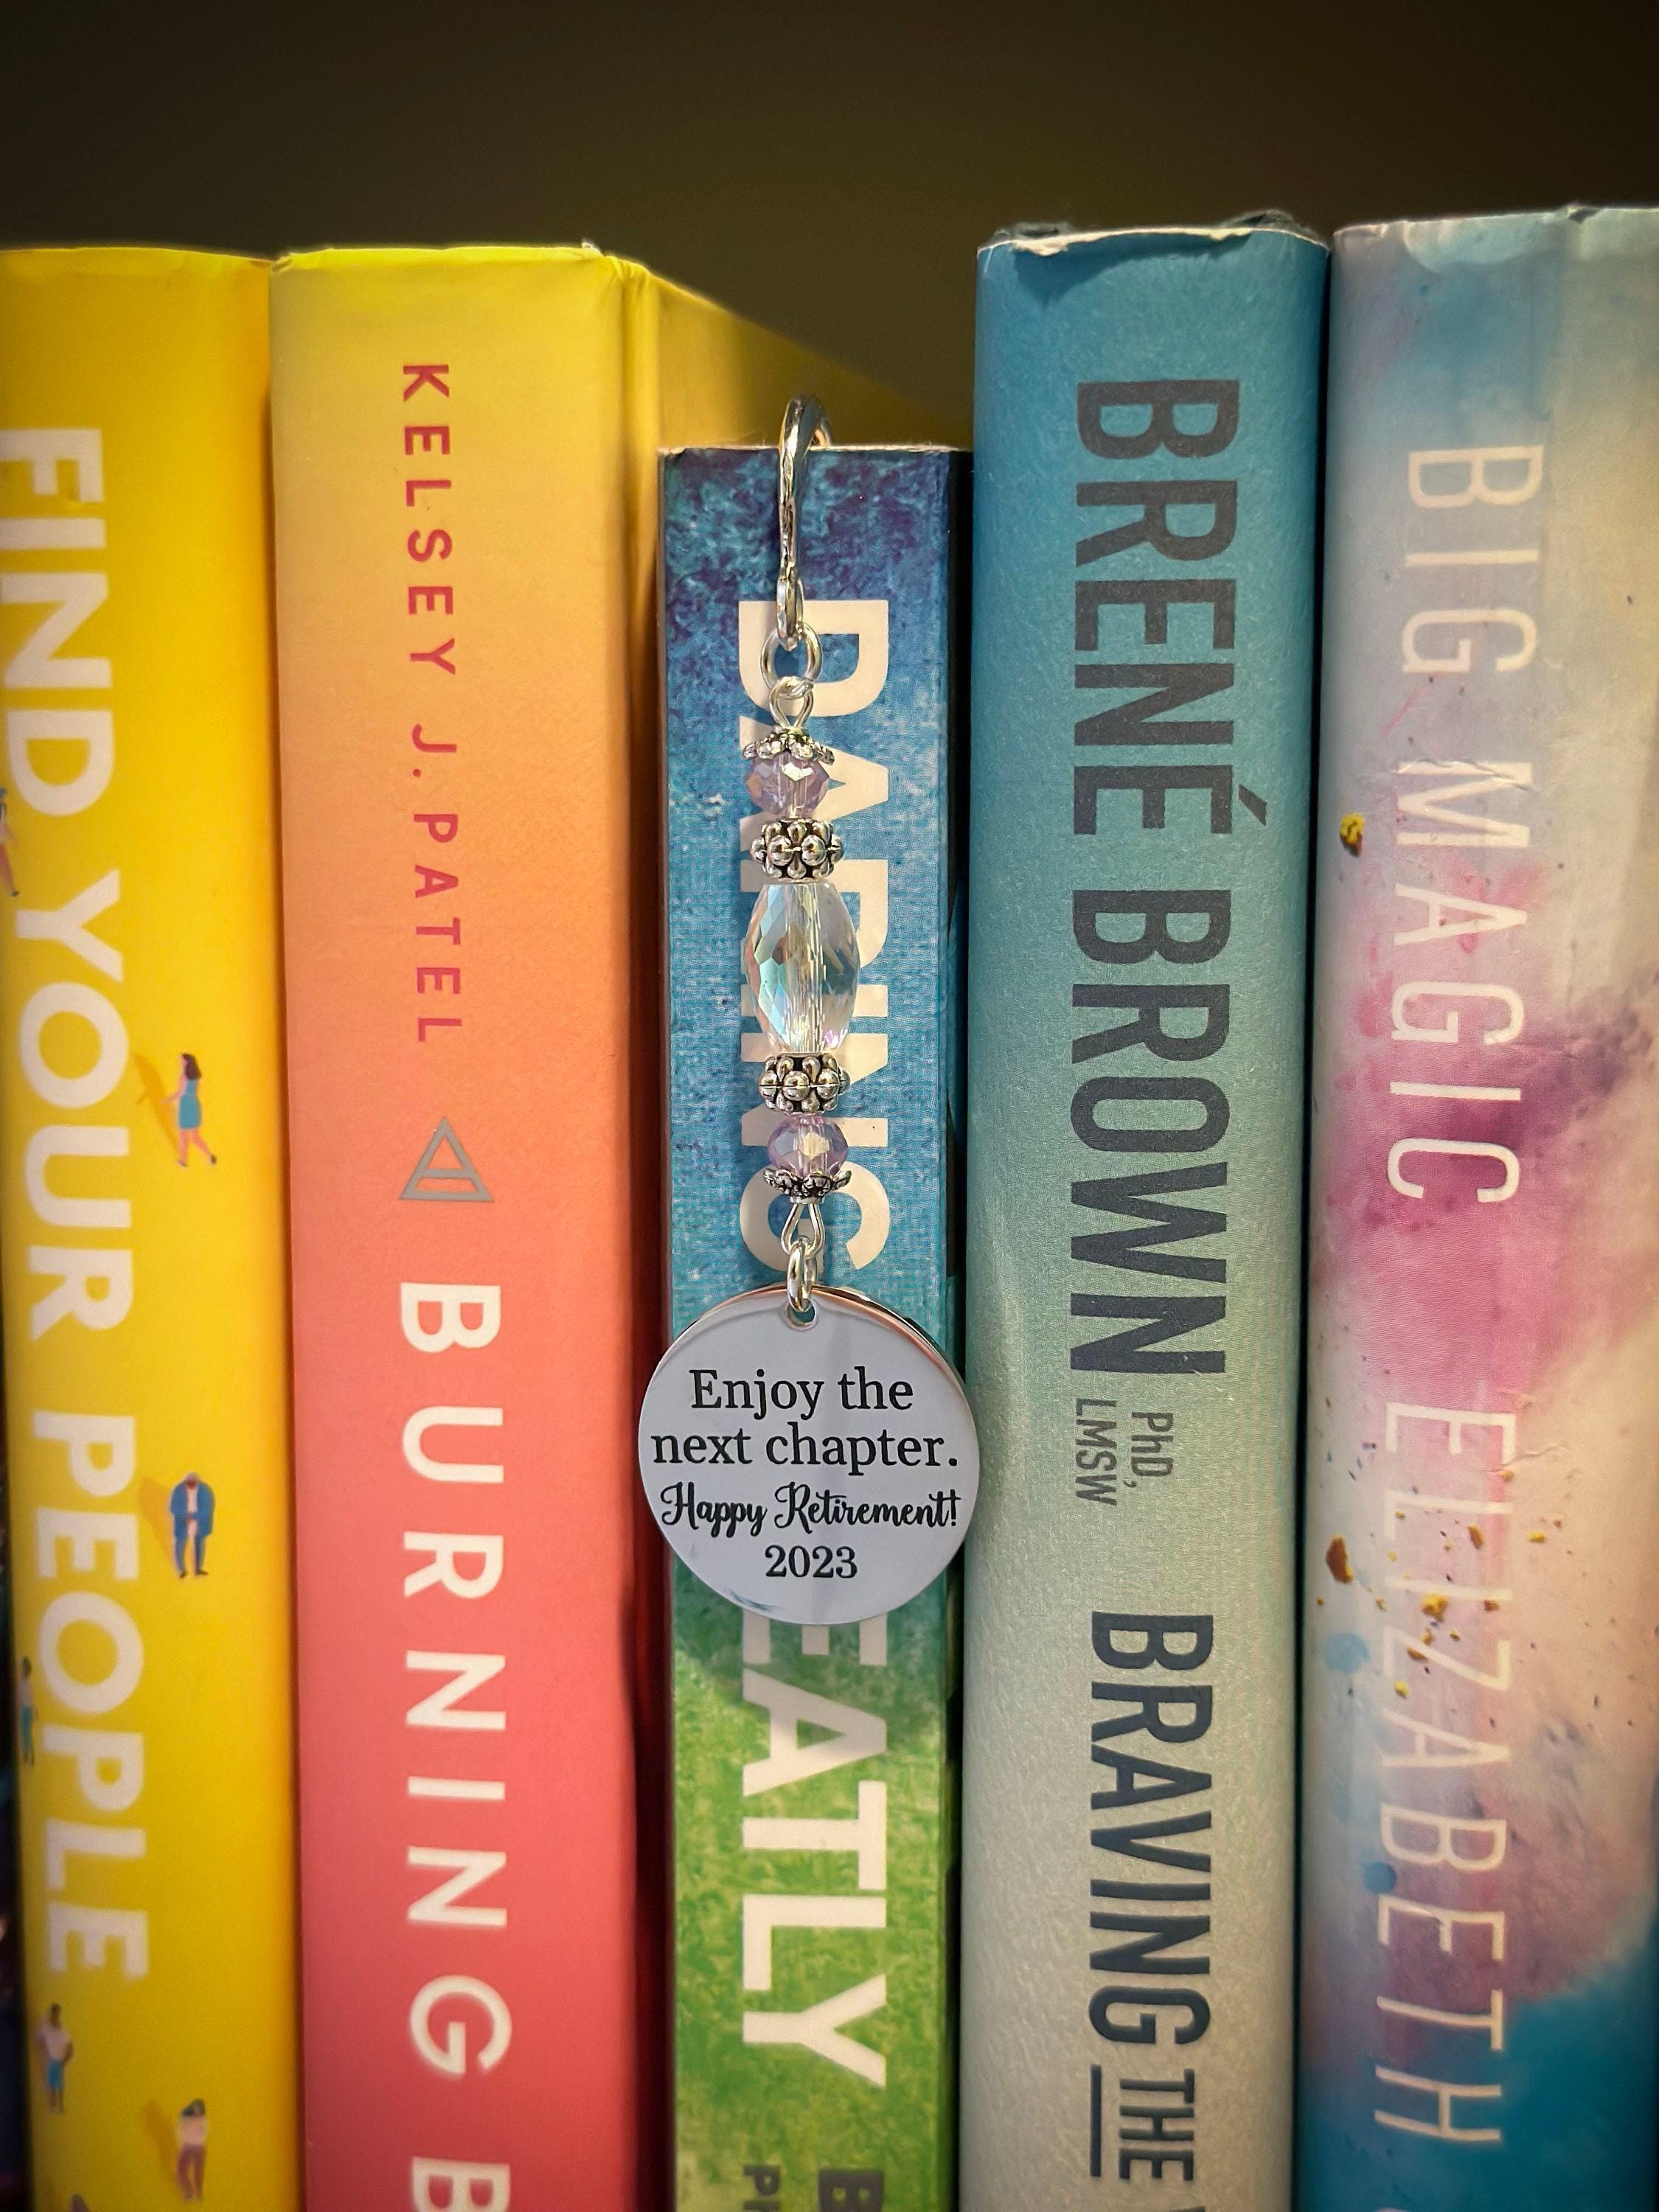 FIND YOUR PEOPLE
KELSEY J. PATEL
BURNING B
DARING
EATLY
Enjoy the
next chapter.
Happy Retirement!
2023
BRENÉ BROWN
PhD,
LMSW
BRAVING THE
BIG MAGIC
ELIZABETH